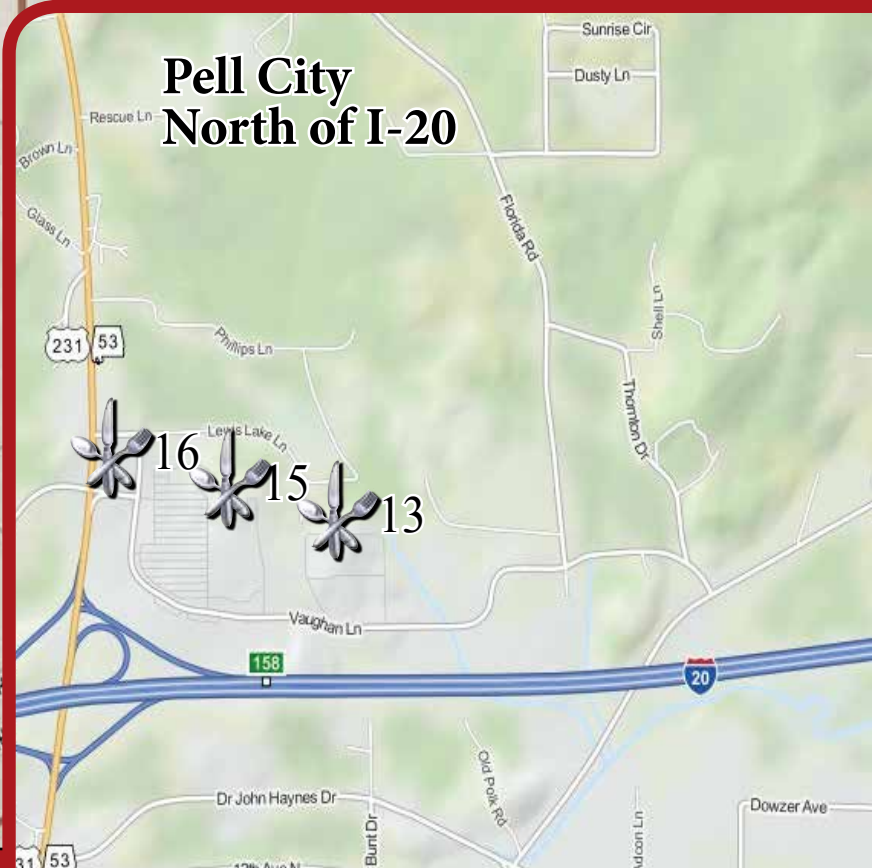 Pell City
North of I-20
Sunrise Cir
Dusty Ln
Rescue Ln
Brown Ln
Glass Ln
Florida Rd
Shell Ln
231
53
Phillips Ln
Thornton Dr
Lewis Lake Ln
16
15
13
Vaughan Ln
158
20
Old Polk Rd
Dr John Haynes Dr
Dowzer Ave
Bunt Dr
53